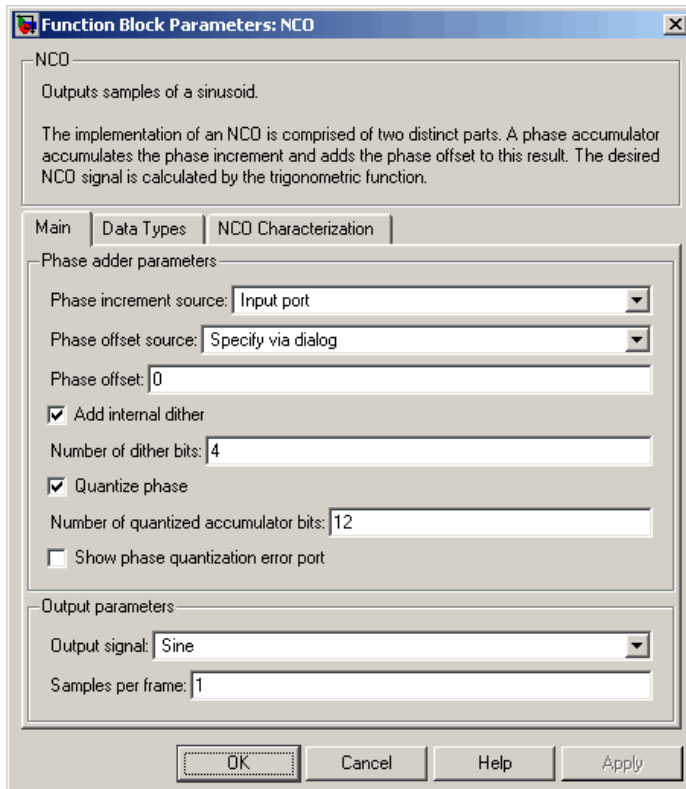 Function Block Parameters: NCO
NCO
Outputs samples of a sinusoid.
The implementation of an NCO is comprised of two distinct parts. A phase accumulator
accumulates the phase increment and adds the phase offset to this result. The desired
NCO signal is calculated by the trigonometric function.
Main Data Types NCO Characterization
Phase adder parameters
Phase increment source: Input port
Phase offset source: Specify via dialog
Phase offset: 0
Add internal dither
Number of dither bits: 4
Quantize phase
Number of quantized accumulator bits: 12
Show phase quantization error port
Output parameters
Output signal: Sine
Samples per frame: 1
OK Cancel Help Apply